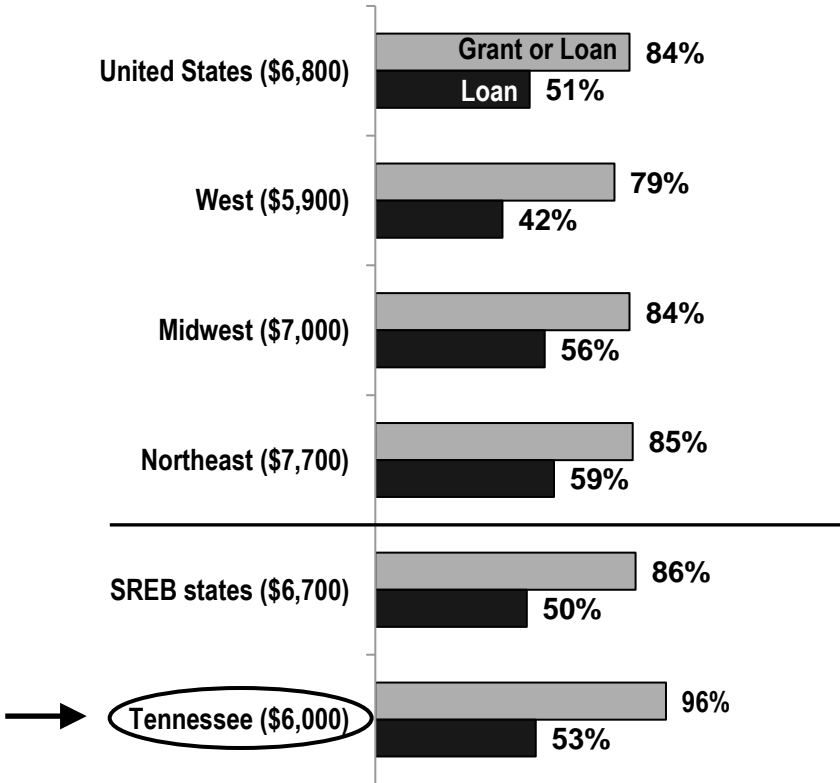 Grant or Loan 84%
United States ($6,800)
Loan 51%
79%
West ($5,900)
42%
84%
Midwest ($7,000)
56%
85%
Northeast ($7,700)
59%
86%
SREB states ($6,700)
50%
96%
Tennessee ($6,000)
53%